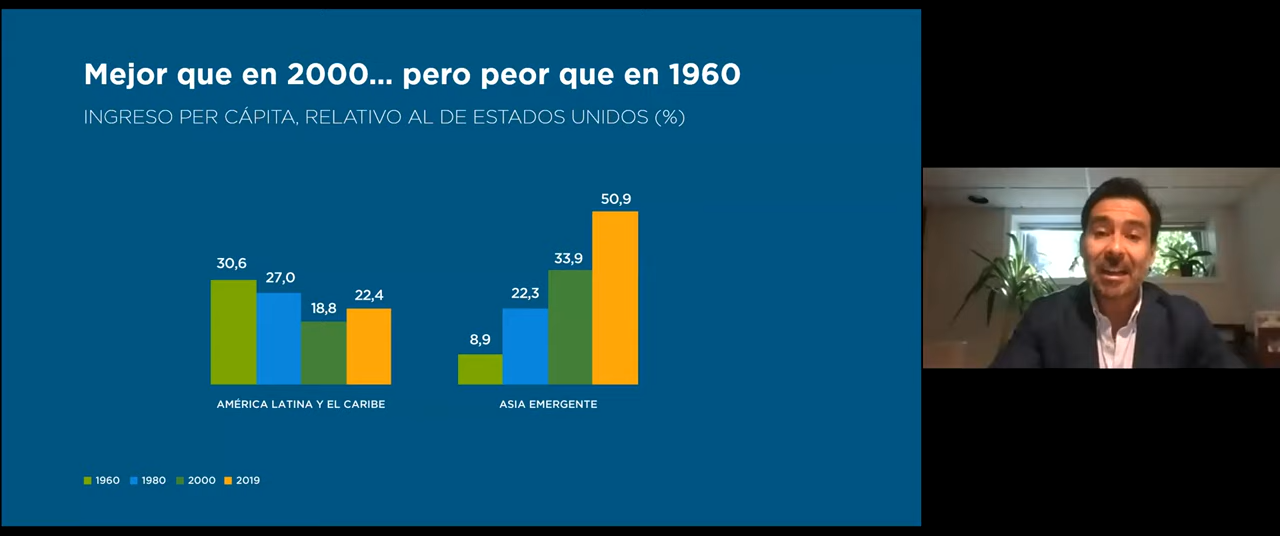 Mejor que en 2000... pero peor que en 1960
INGRESO PER CÁPITA, RELATIVO AL DE ESTADOS UNIDOS (%)
30,6
27,0
18,8
22,4
8,9
22,3
33,9
50,9
AMÉRICA LATINA Y EL CARIBE
ASIA EMERGENTE
1960 1980 2000 2019